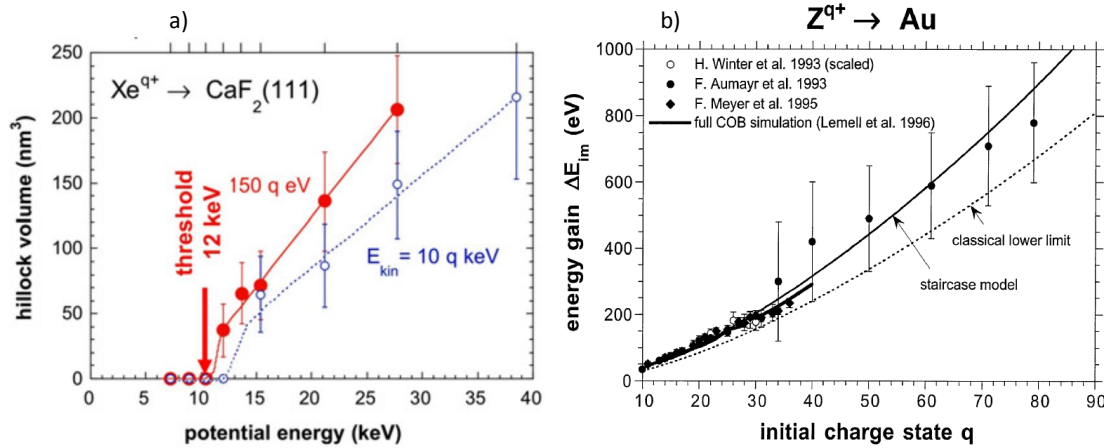 a)
250
200
150
100
50
0
hillock volume (nm³)
Xe^q+ → CaF₂(111)
150 q eV
threshold
12 keV
E_kin = 10 q keV
0 5 10 15 20 25 30 35 40
potential energy (keV)
b)
Z^q+ → Au
1000
800
600
400
200
0
energy gain ΔE_im (eV)
H. Winter et al. 1993 (scaled)
F. Aumayr et al. 1993
F. Meyer et al. 1995
full COB simulation (Lemell et al. 1996)
classical lower limit
staircase model
10 20 30 40 50 60 70 80 90
initial charge state q